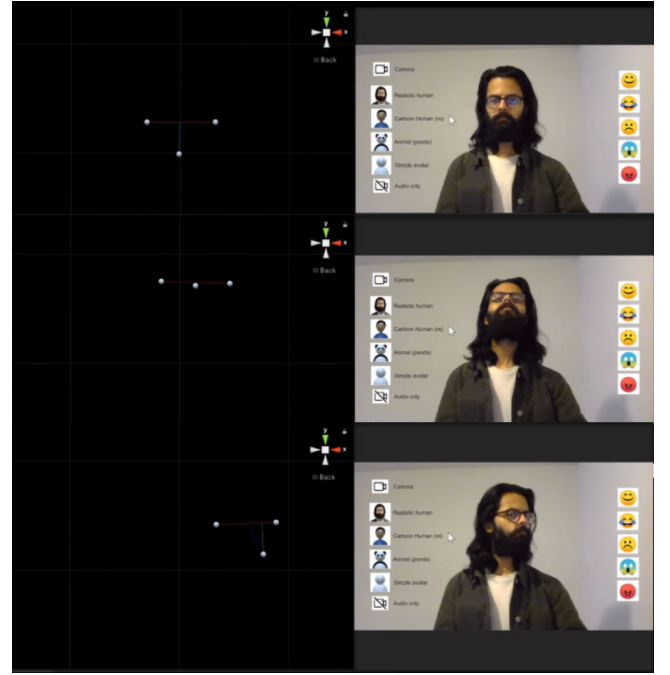 y
x
Back
Camera
Realistic human
Cartoon Human (m)
Animal (panda)
Simple avatar
Audio only
y
x
Back
Camera
Realistic human
Cartoon Human (m)
Animal (panda)
Simple avatar
Audio only
y
x
Back
Camera
Realistic human
Cartoon Human (m)
Animal (panda)
Simple avatar
Audio only